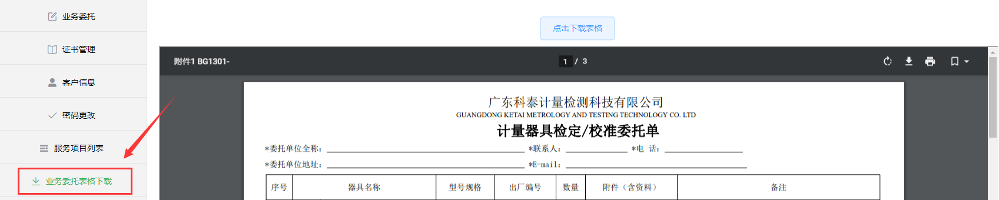 业务委托
证书管理
客户信息
密码更改
服务项目列表
业务委托表格下载
点击下载表格
附件1 BG1301-
1 / 3
广东科泰计量检测科技有限公司
GUANGDONG KETAI METROLOGY AND TESTING TECHNOLOGY CO. LTD
计量器具检定/校准委托单
*委托单位全称： *联系人： *电 话：
*委托单位地址： *E-mail：
序号 器具名称 型号规格 出厂编号 数量 附件（含资料） 备注